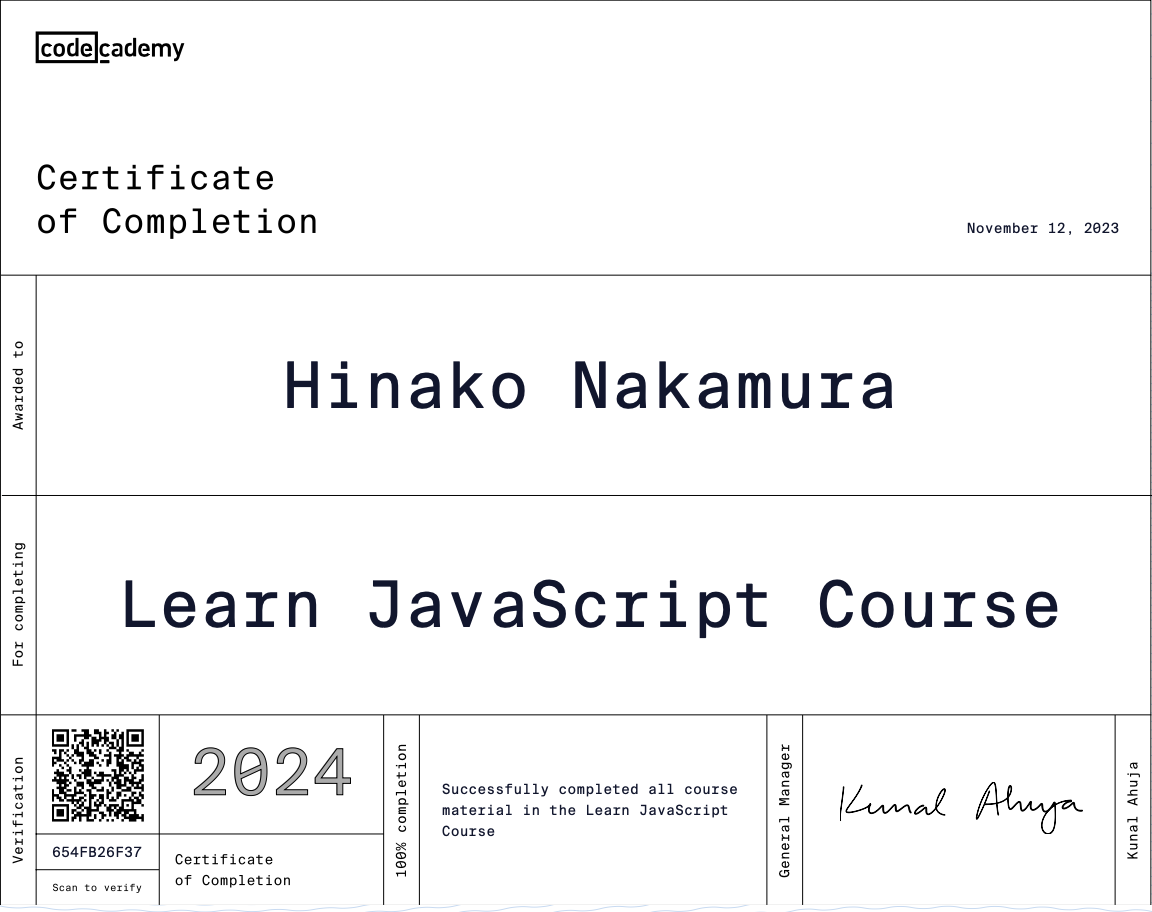 codecademy
Certificate
of Completion
November 12, 2023
Awarded to
Hinako Nakamura
For completing
Learn JavaScript Course
Verification
654FB26F37
Scan to verify
2024
Certificate
of Completion
100% completion
Successfully completed all course
material in the Learn JavaScript
Course
General Manager
Kunal Ahuja
Kunal Ahuja